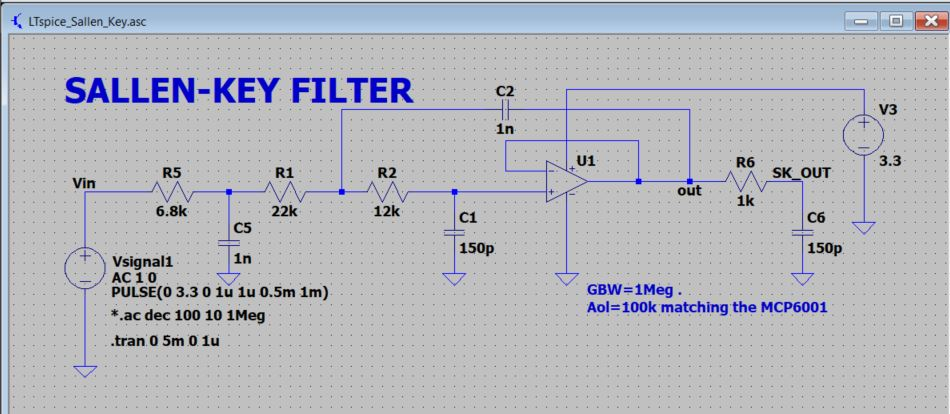 LTspice_Sallen_Key.asc
SALLEN-KEY FILTER
C2
1n
V3
3.3
Vin
R5
6.8k
R1
22k
R2
12k
U1
out
R6
1k
SK_OUT
C5
1n
C1
150p
C6
150p
Vsignal1
AC 1 0
PULSE(0 3.3 0 1u 1u 0.5m 1m)
*.ac dec 100 10 1Meg
.tran 0 5m 0 1u
GBW=1Meg .
Aol=100k matching the MCP6001